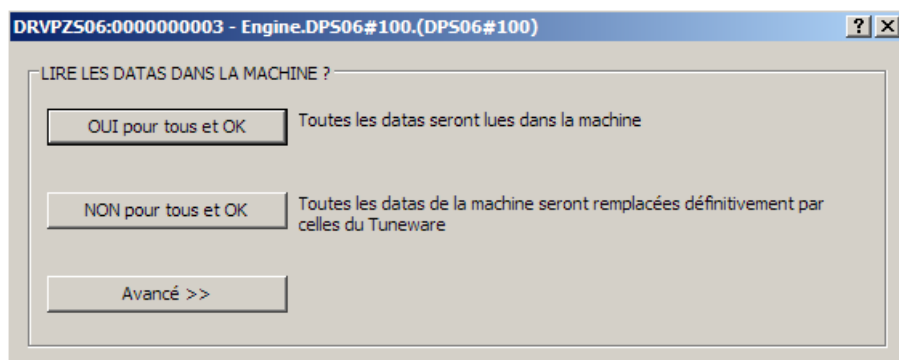 DRVPZS06:0000000003 - Engine.DPS06#100.(DPS06#100)
LIRE LES DATAS DANS LA MACHINE ?
OUI pour tous et OK
Toutes les datas seront lues dans la machine
NON pour tous et OK
Toutes les datas de la machine seront remplacées définitivement par
celles du Tuneware
Avancé >>